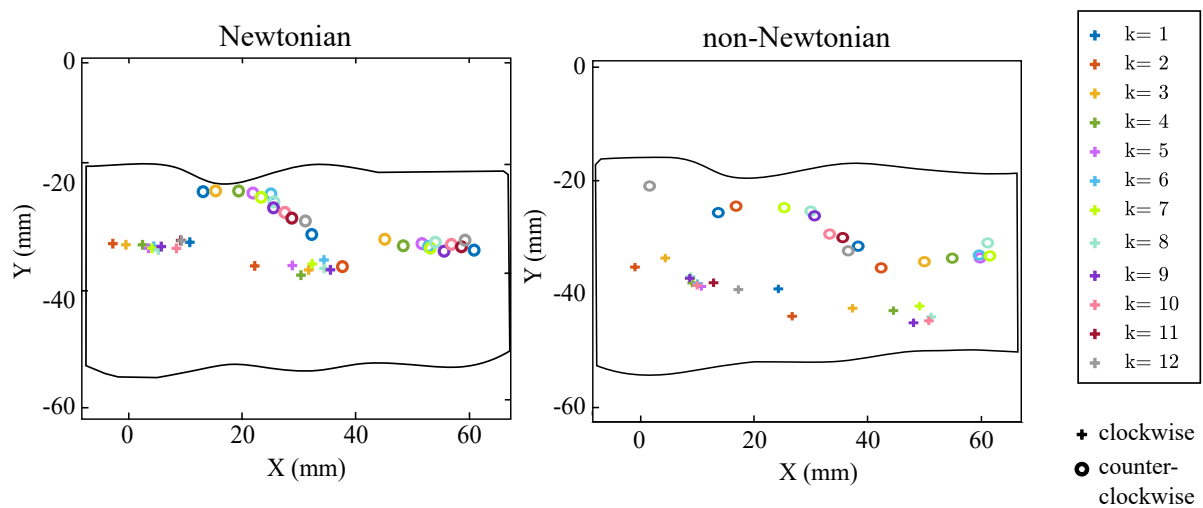 Newtonian
non-Newtonian
-0
-20
-40
-60
Y (mm)
0
20
40
60
X (mm)
0
-20
-40
-60
Y (mm)
0
20
40
60
X (mm)
k= 1
k= 2
k= 3
k= 4
k= 5
k= 6
k= 7
k= 8
k= 9
k= 10
k= 11
k= 12
clockwise
counter-
clockwise